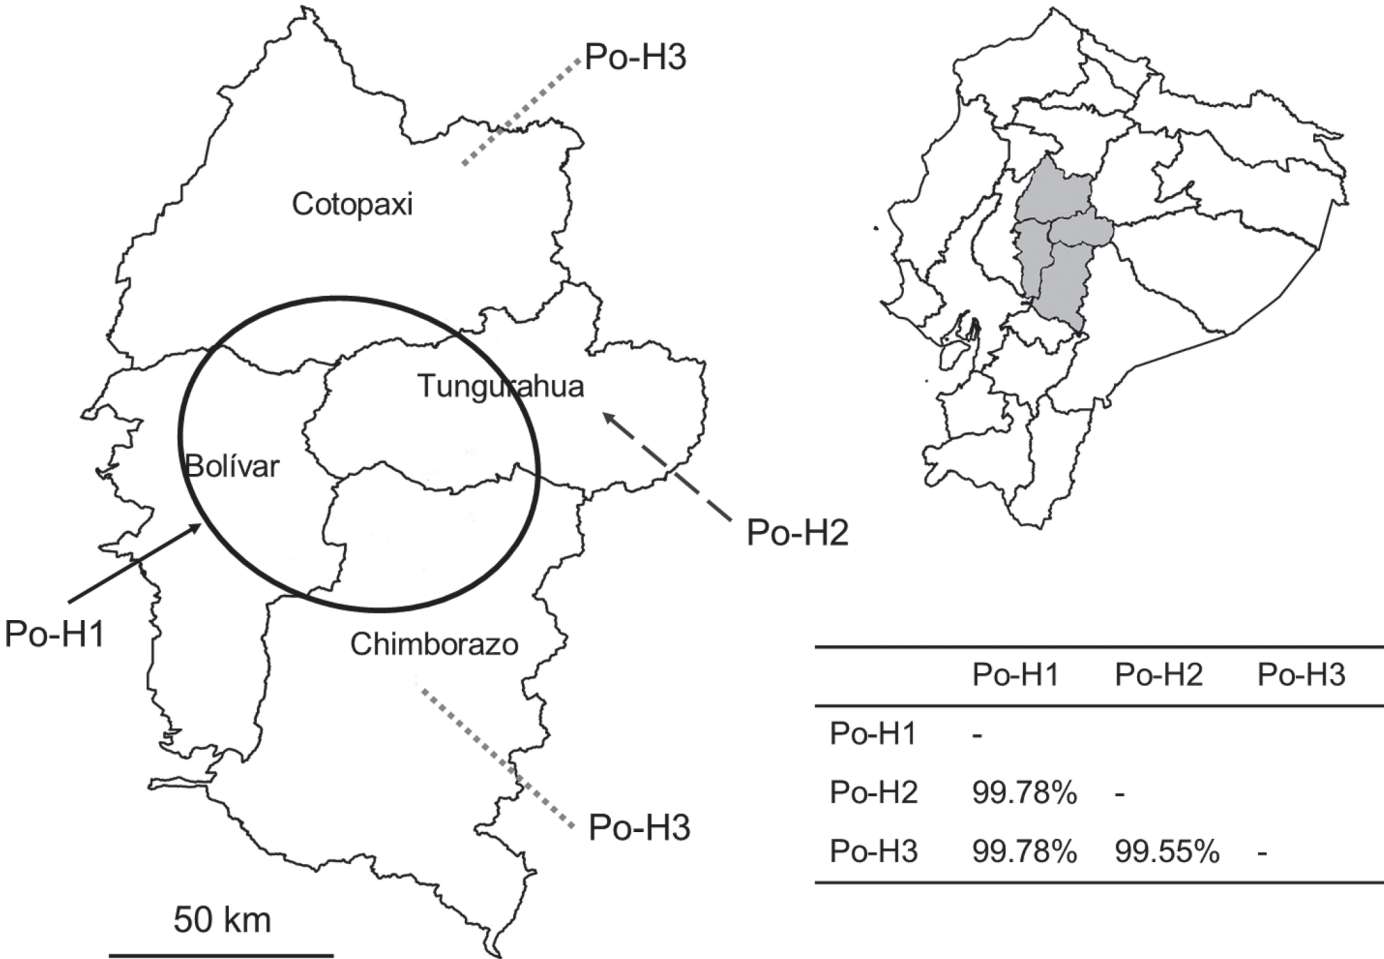 Po-H3
Cotopaxi
Tungurahua
Bolívar
Po-H2
Po-H1
Chimborazo
Po-H3
50 km
Po-H1 Po-H2 Po-H3
Po-H1 -
Po-H2 99.78% -
Po-H3 99.78% 99.55% -